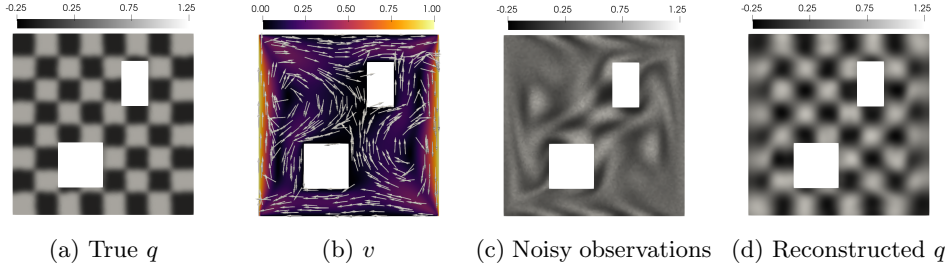 -0.25 0.25 0.75 1.25
0.00 0.25 0.50 0.75 1.00
-0.25 0.25 0.75 1.25
-0.25 0.25 0.75 1.25
(a) True q
(b) v
(c) Noisy observations
(d) Reconstructed q